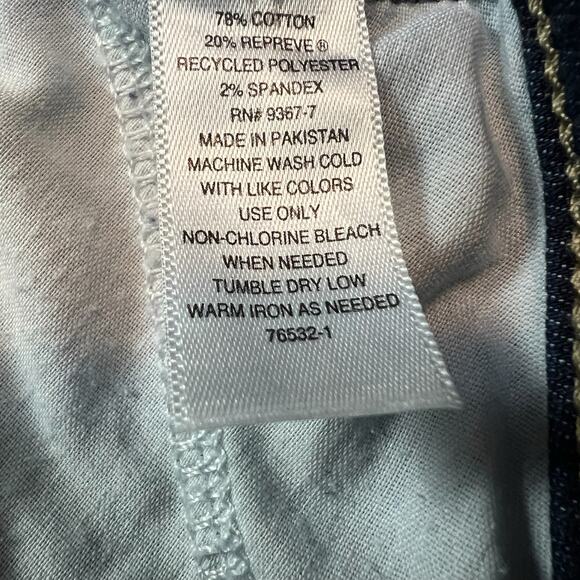 78% COTTON
20% REPREVE ®
RECYCLED POLYESTER
2% SPANDEX
RN# 9367-7
MADE IN PAKISTAN
MACHINE WASH COLD
WITH LIKE COLORS
USE ONLY
NON-CHLORINE BLEACH
WHEN NEEDED
TUMBLE DRY LOW
WARM IRON AS NEEDED
76532-1